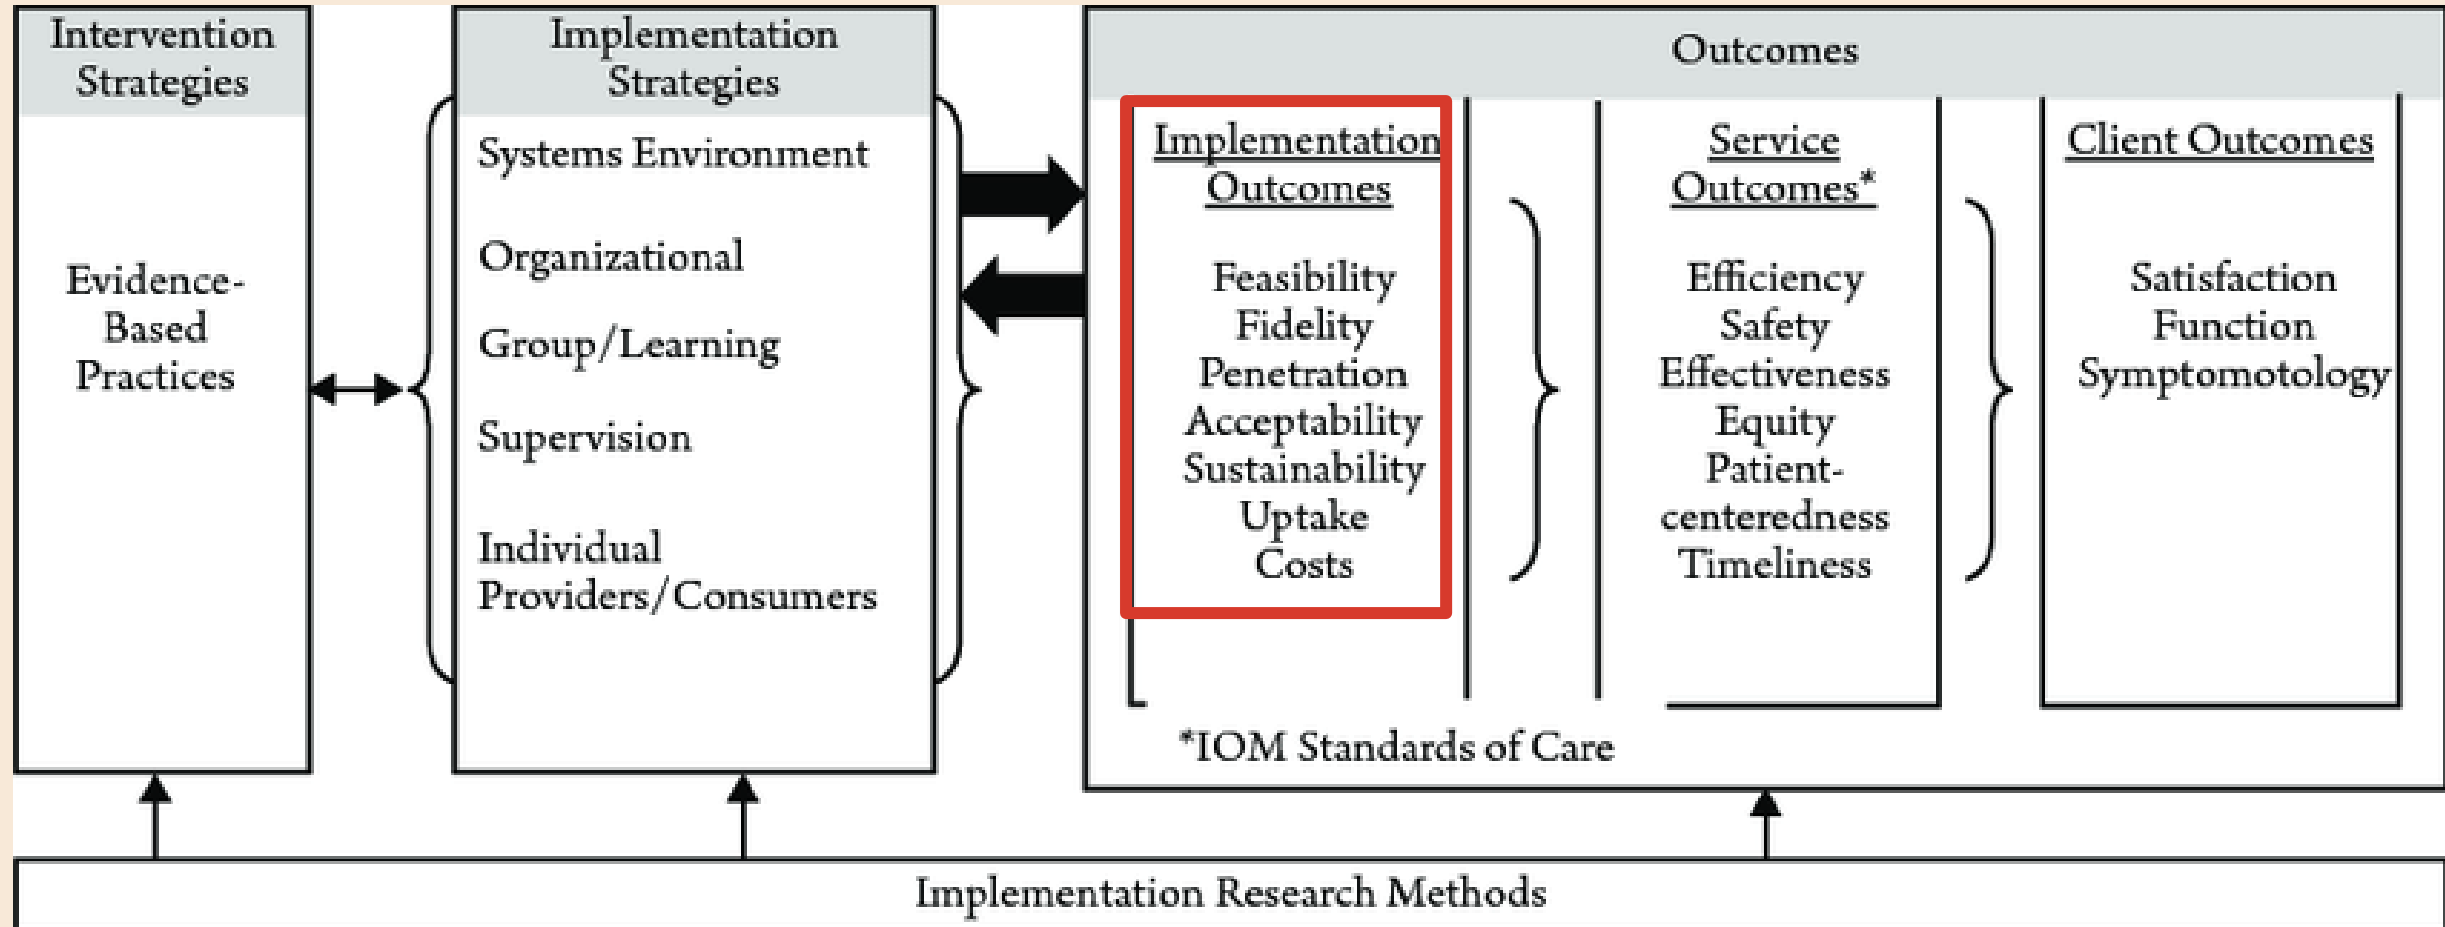 Intervention
Strategies
Evidence-
Based
Practices
Implementation
Strategies
Systems Environment
Organizational
Group/Learning
Supervision
Individual
Providers/Consumers
Outcomes
Implementation
Outcomes
Feasibility
Fidelity
Penetration
Acceptability
Sustainability
Uptake
Costs
Service
Outcomes*
Efficiency
Safety
Effectiveness
Equity
Patient-
centeredness
Timeliness
Client Outcomes
Satisfaction
Function
Symptomotology
*IOM Standards of Care
Implementation Research Methods